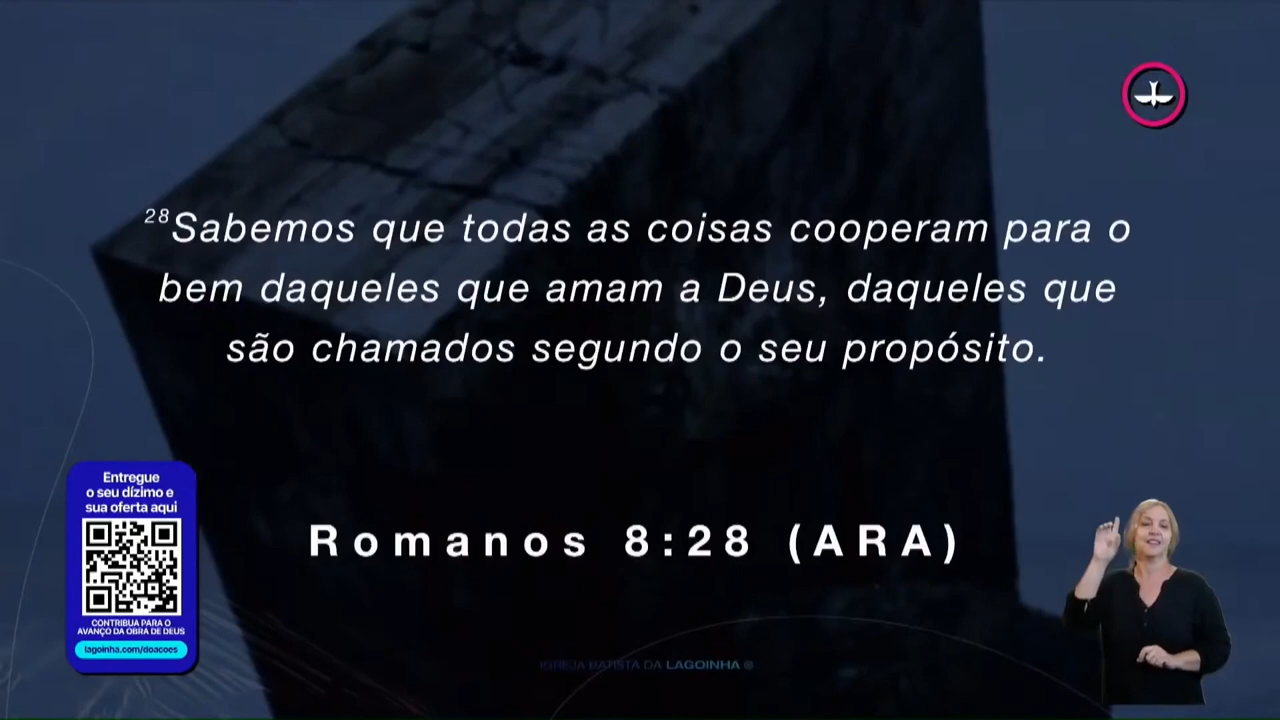 ²⁸Sabemos que todas as coisas cooperam para o
bem daqueles que amam a Deus, daqueles que
são chamados segundo o seu propósito.
Romanos 8:28 (ARA)
Entregue
o seu dízimo e
sua oferta aqui
CONTRIBUA PARA O
AVANÇO DA OBRA DE DEUS
lagoinha.com/doacoes
IGREJA BATISTA DA LAGOINHA